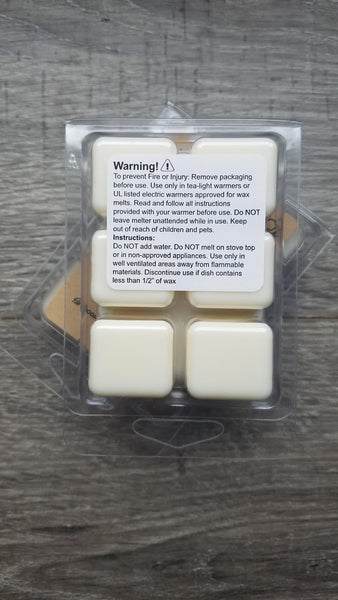 Warning!
To prevent Fire or Injury: Remove packaging
before use. Use only in tea-light warmers or
UL listed electric warmers approved for wax
melts. Read and follow all instructions
provided with your warmer before use. Do NOT
leave melter unattended while in use. Keep
out of reach of children and pets.
Instructions:
Do NOT add water. Do NOT melt on stove top
or in non-approved appliances. Use only in
well ventilated areas away from flammable
materials. Discontinue use if dish contains
less than 1/2" of wax